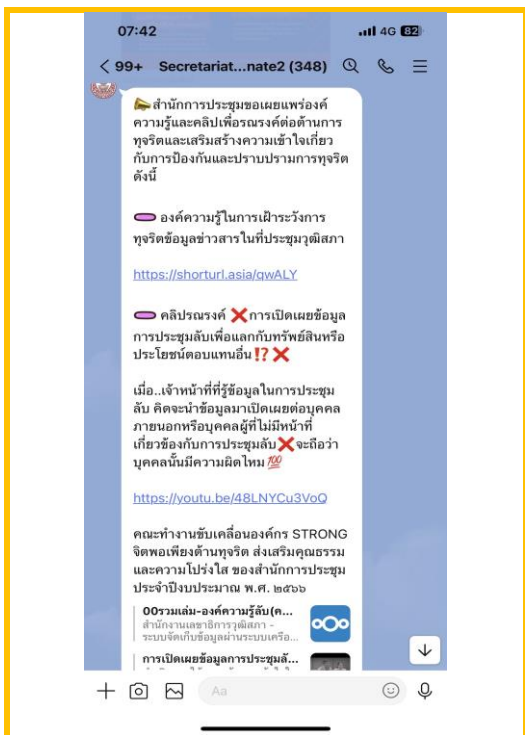 07:42
4G 82
99+ Secretariat...nate2 (348)
สำนักการประชุมขอเผยแพร่องค์
ความรู้และคลิปเพื่อรณรงค์ต่อต้านการ
ทุจริตและเสริมสร้างความเข้าใจเกี่ยว
กับการป้องกันและปราบปรามการทุจริต
ดังนี้
องค์ความรู้ในการเฝ้าระวังการ
ทุจริตข้อมูลข่าวสารในที่ประชุมวุฒิสภา
https://shorturl.asia/qwALY
คลิปรณรงค์ ❌การเปิดเผยข้อมูล
การประชุมลับเพื่อแลกกับทรัพย์สินหรือ
ประโยชน์ตอบแทนอื่น⁉️❌
เมื่อ..เจ้าหน้าที่ที่รู้ข้อมูลในการประชุม
ลับ คิดจะนำข้อมูลมาเปิดเผยต่อบุคคล
ภายนอกหรือบุคคลผู้ที่ไม่มีหน้าที่
เกี่ยวข้องกับการประชุมลับ❌จะถือว่า
บุคคลนั้นมีความผิดไหม💯
https://youtu.be/48LNYCu3VoQ
คณะทำงานขับเคลื่อนองค์กร STRONG
จิตพอเพียงต้านทุจริต ส่งเสริมคุณธรรม
และความโปร่งใส ของสำนักการประชุม
ประจำปีงบประมาณ พ.ศ. ๒๕๖๖
00รวมเล่ม-องค์ความรู้ลับ(ค...
สำนักงานเลขาธิการวุฒิสภา -
ระบบจัดเก็บข้อมูลผ่านระบบเครือ...
การเปิดเผยข้อมูลการประชุมลั...
Aa